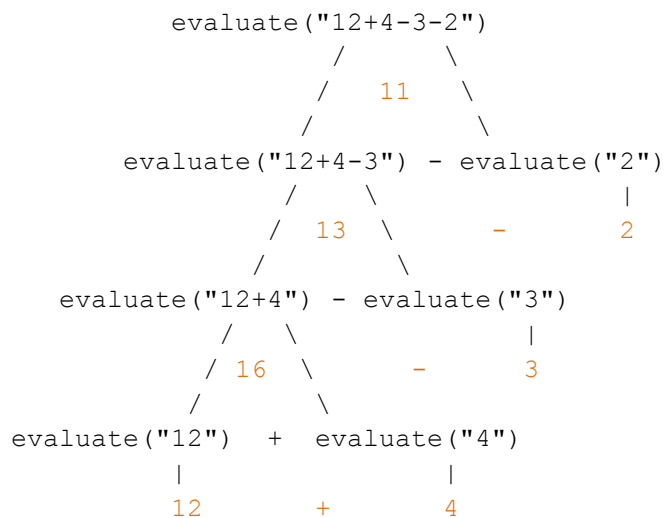 evaluate("12+4-3-2")
/ \
/ 11 \
/ \
evaluate("12+4-3") - evaluate("2")
/ \ |
/ 13 \ - 2
/ \
evaluate("12+4") - evaluate("3")
/ \ |
/ 16 \ - 3
/ \
evaluate("12") + evaluate("4")
| |
12 + 4